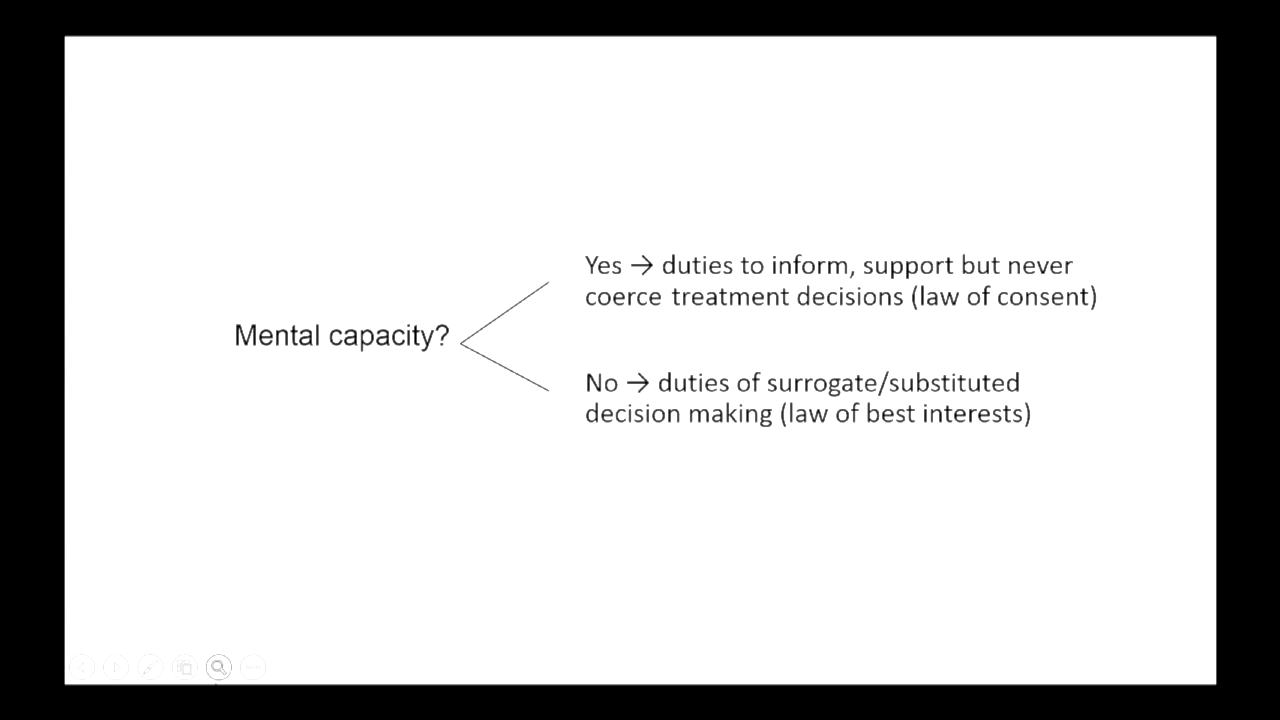 Mental capacity?
Yes → duties to inform, support but never
coerce treatment decisions (law of consent)
No → duties of surrogate/substituted
decision making (law of best interests)